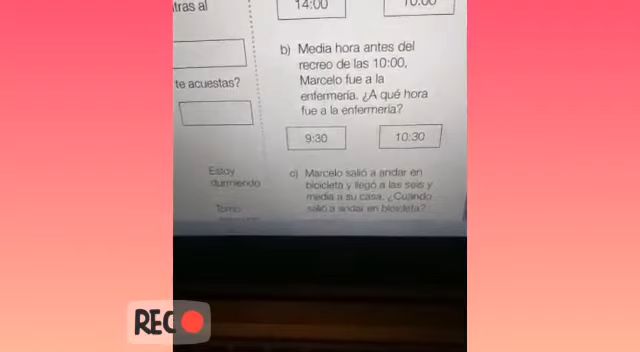 trás al
te acuestas?
Estoy
durmiendo
Tomo
14:00
10:00
b) Media hora antes del
recreo de las 10:00,
Marcelo fue a la
enfermería. ¿A qué hora
fue a la enfermería?
9:30
10:30
c) Marcelo salió a andar en
bicicleta y llegó a las seis y
media a su casa. ¿Cuándo
salió a andar en bicicleta?
REC